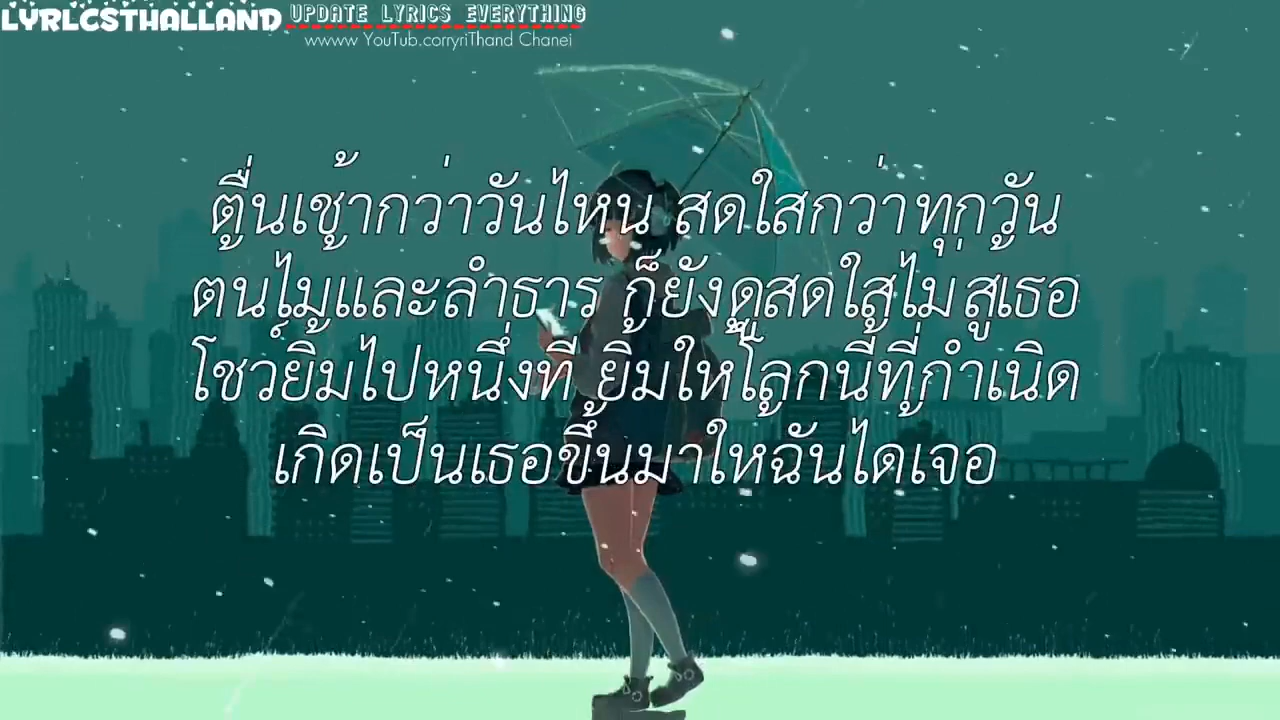 LYRLCSTHALLAND
UPDATE LYRICS EVERYTHING
wwww YouTub.corryriThand Chanei
ตื่นเช้ากว่าวันไหน สดใสกว่าทุกวัน
ต้นไม้และลำธาร ก็ยังดูสดใสไม่สู้เธอ
โชว์ยิ้มไปหนึ่งที ยิ้มให้โลกนี้ที่กำเนิด
เกิดเป็นเธอขึ้นมาให้ฉันได้เจอ